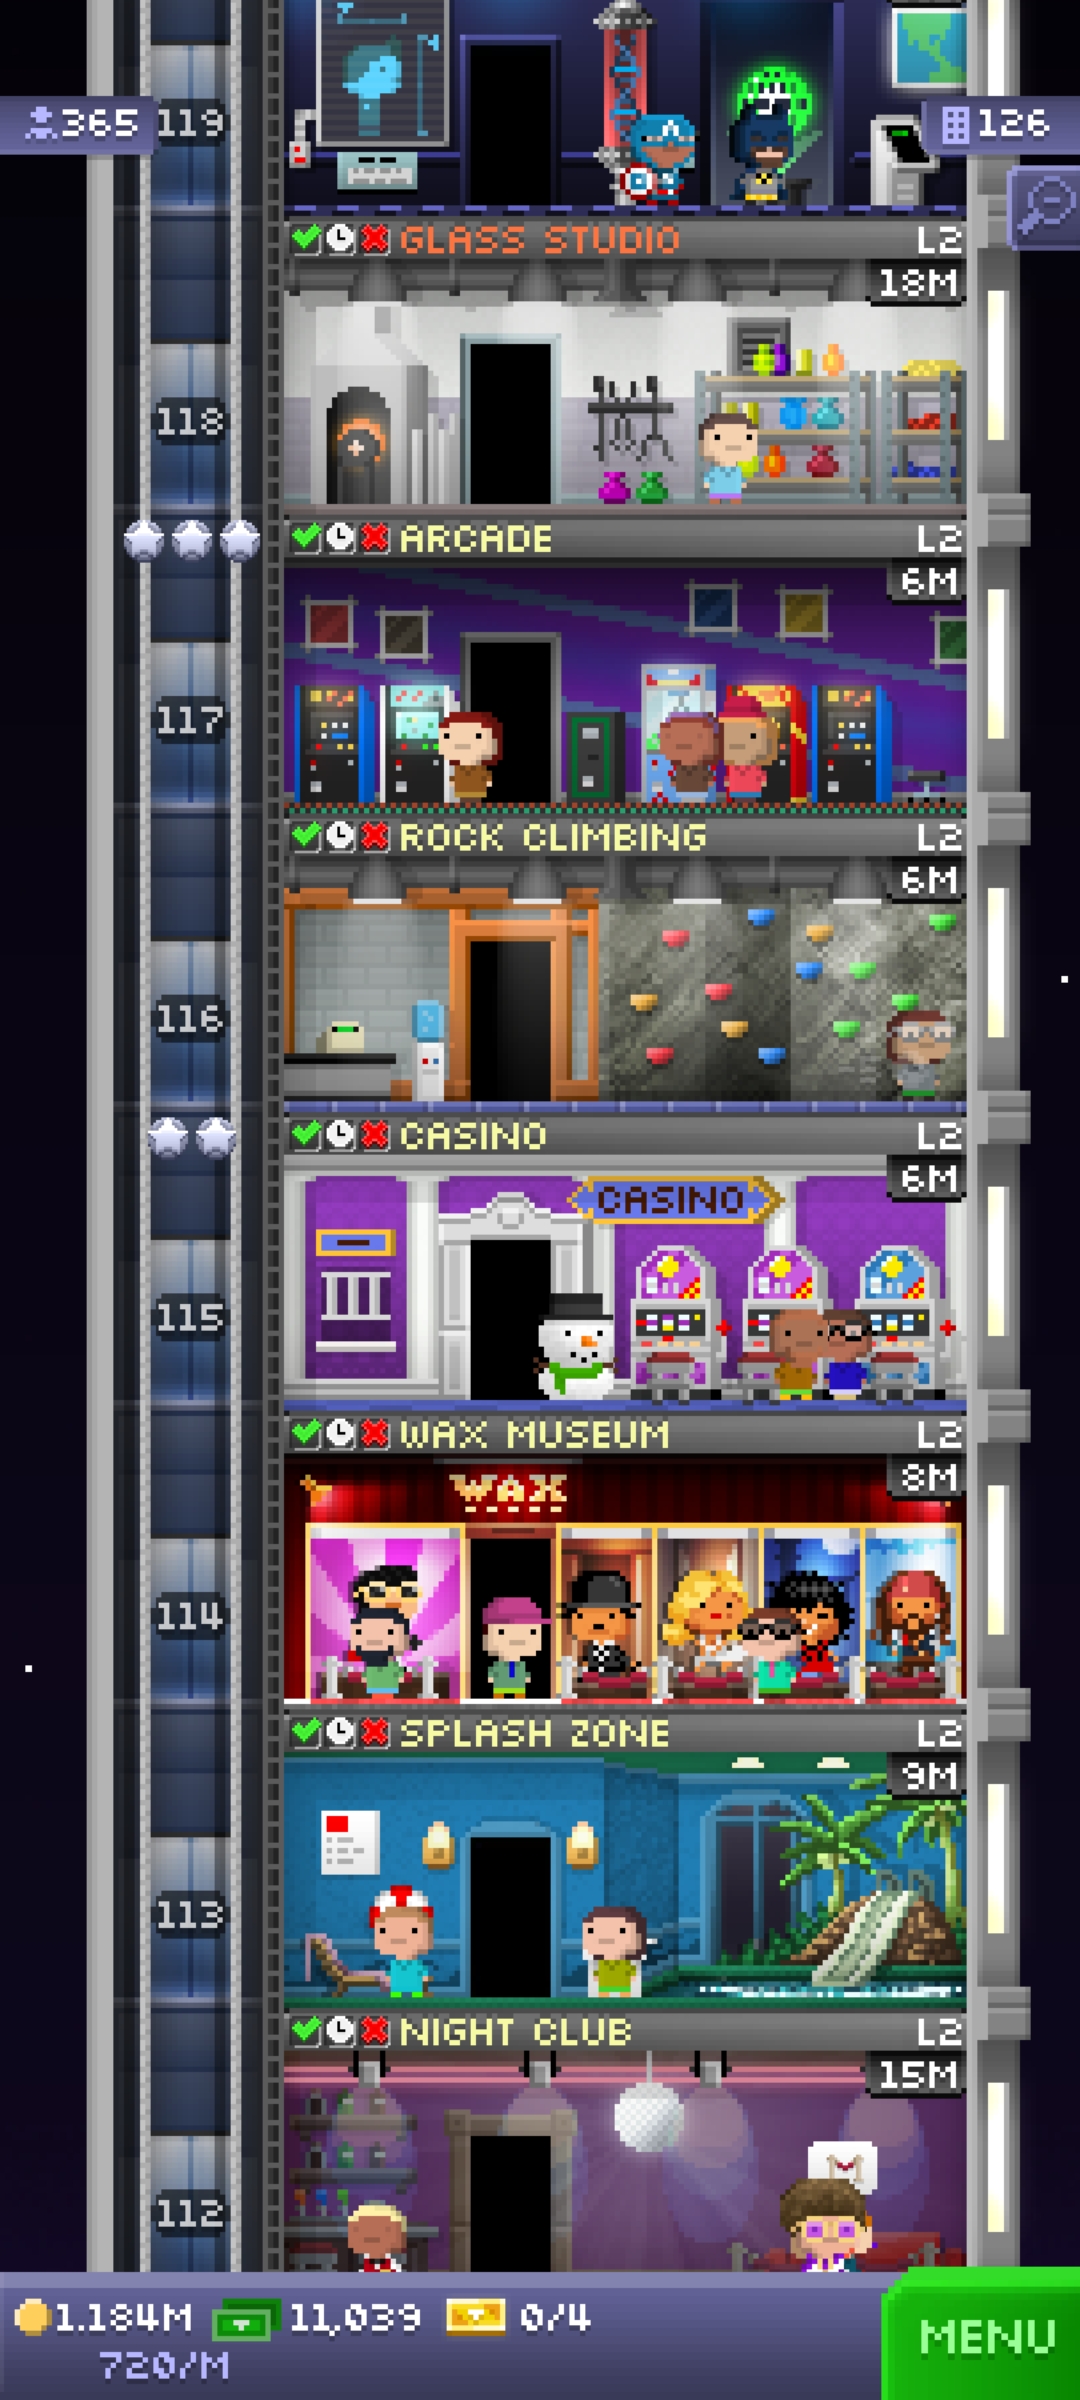 365
119
126
GLASS STUDIO L2
18M
118
ARCADE L2
6M
117
ROCK CLIMBING L2
6M
116
CASINO L2
6M
CASINO
115
WAX MUSEUM L2
8M
WAX
114
SPLASH ZONE L2
9M
113
NIGHT CLUB L2
15M
112
1.184M 11,039 0/4
720/M
MENU